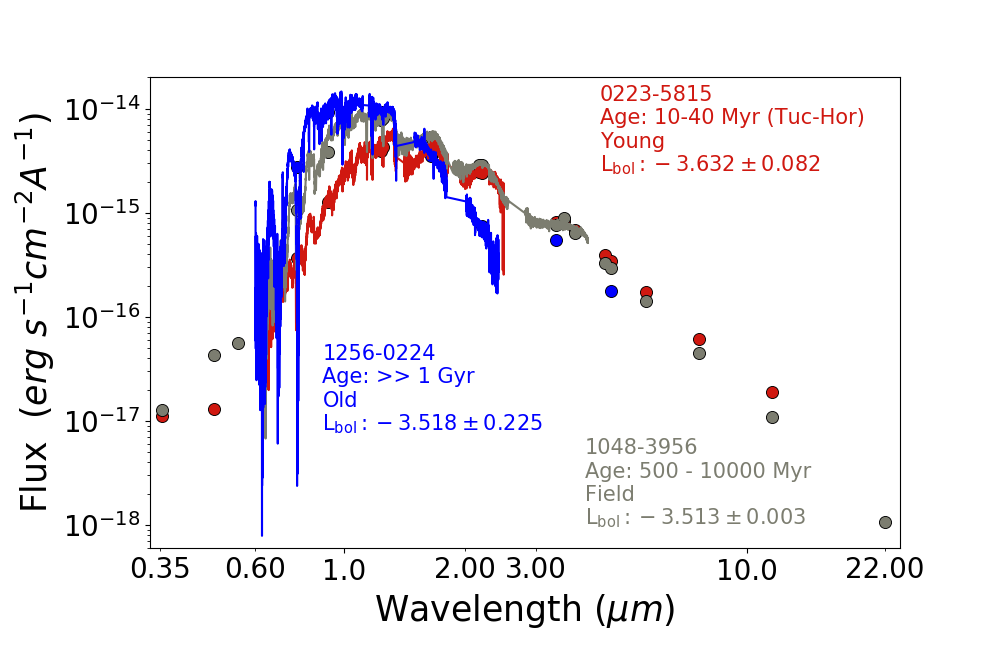 0223-5815
Age: 10-40 Myr (Tuc-Hor)
Young
L_bol : −3.632 ± 0.082
10^−14
10^−15
10^−16
10^−17
10^−18
Flux (erg s^−1 cm^−2 A^−1)
1256-0224
Age: >> 1 Gyr
Old
L_bol : −3.518 ± 0.225
1048-3956
Age: 500 - 10000 Myr
Field
L_bol : −3.513 ± 0.003
0.35 0.60 1.0 2.00 3.00 10.0 22.00
Wavelength (μm)